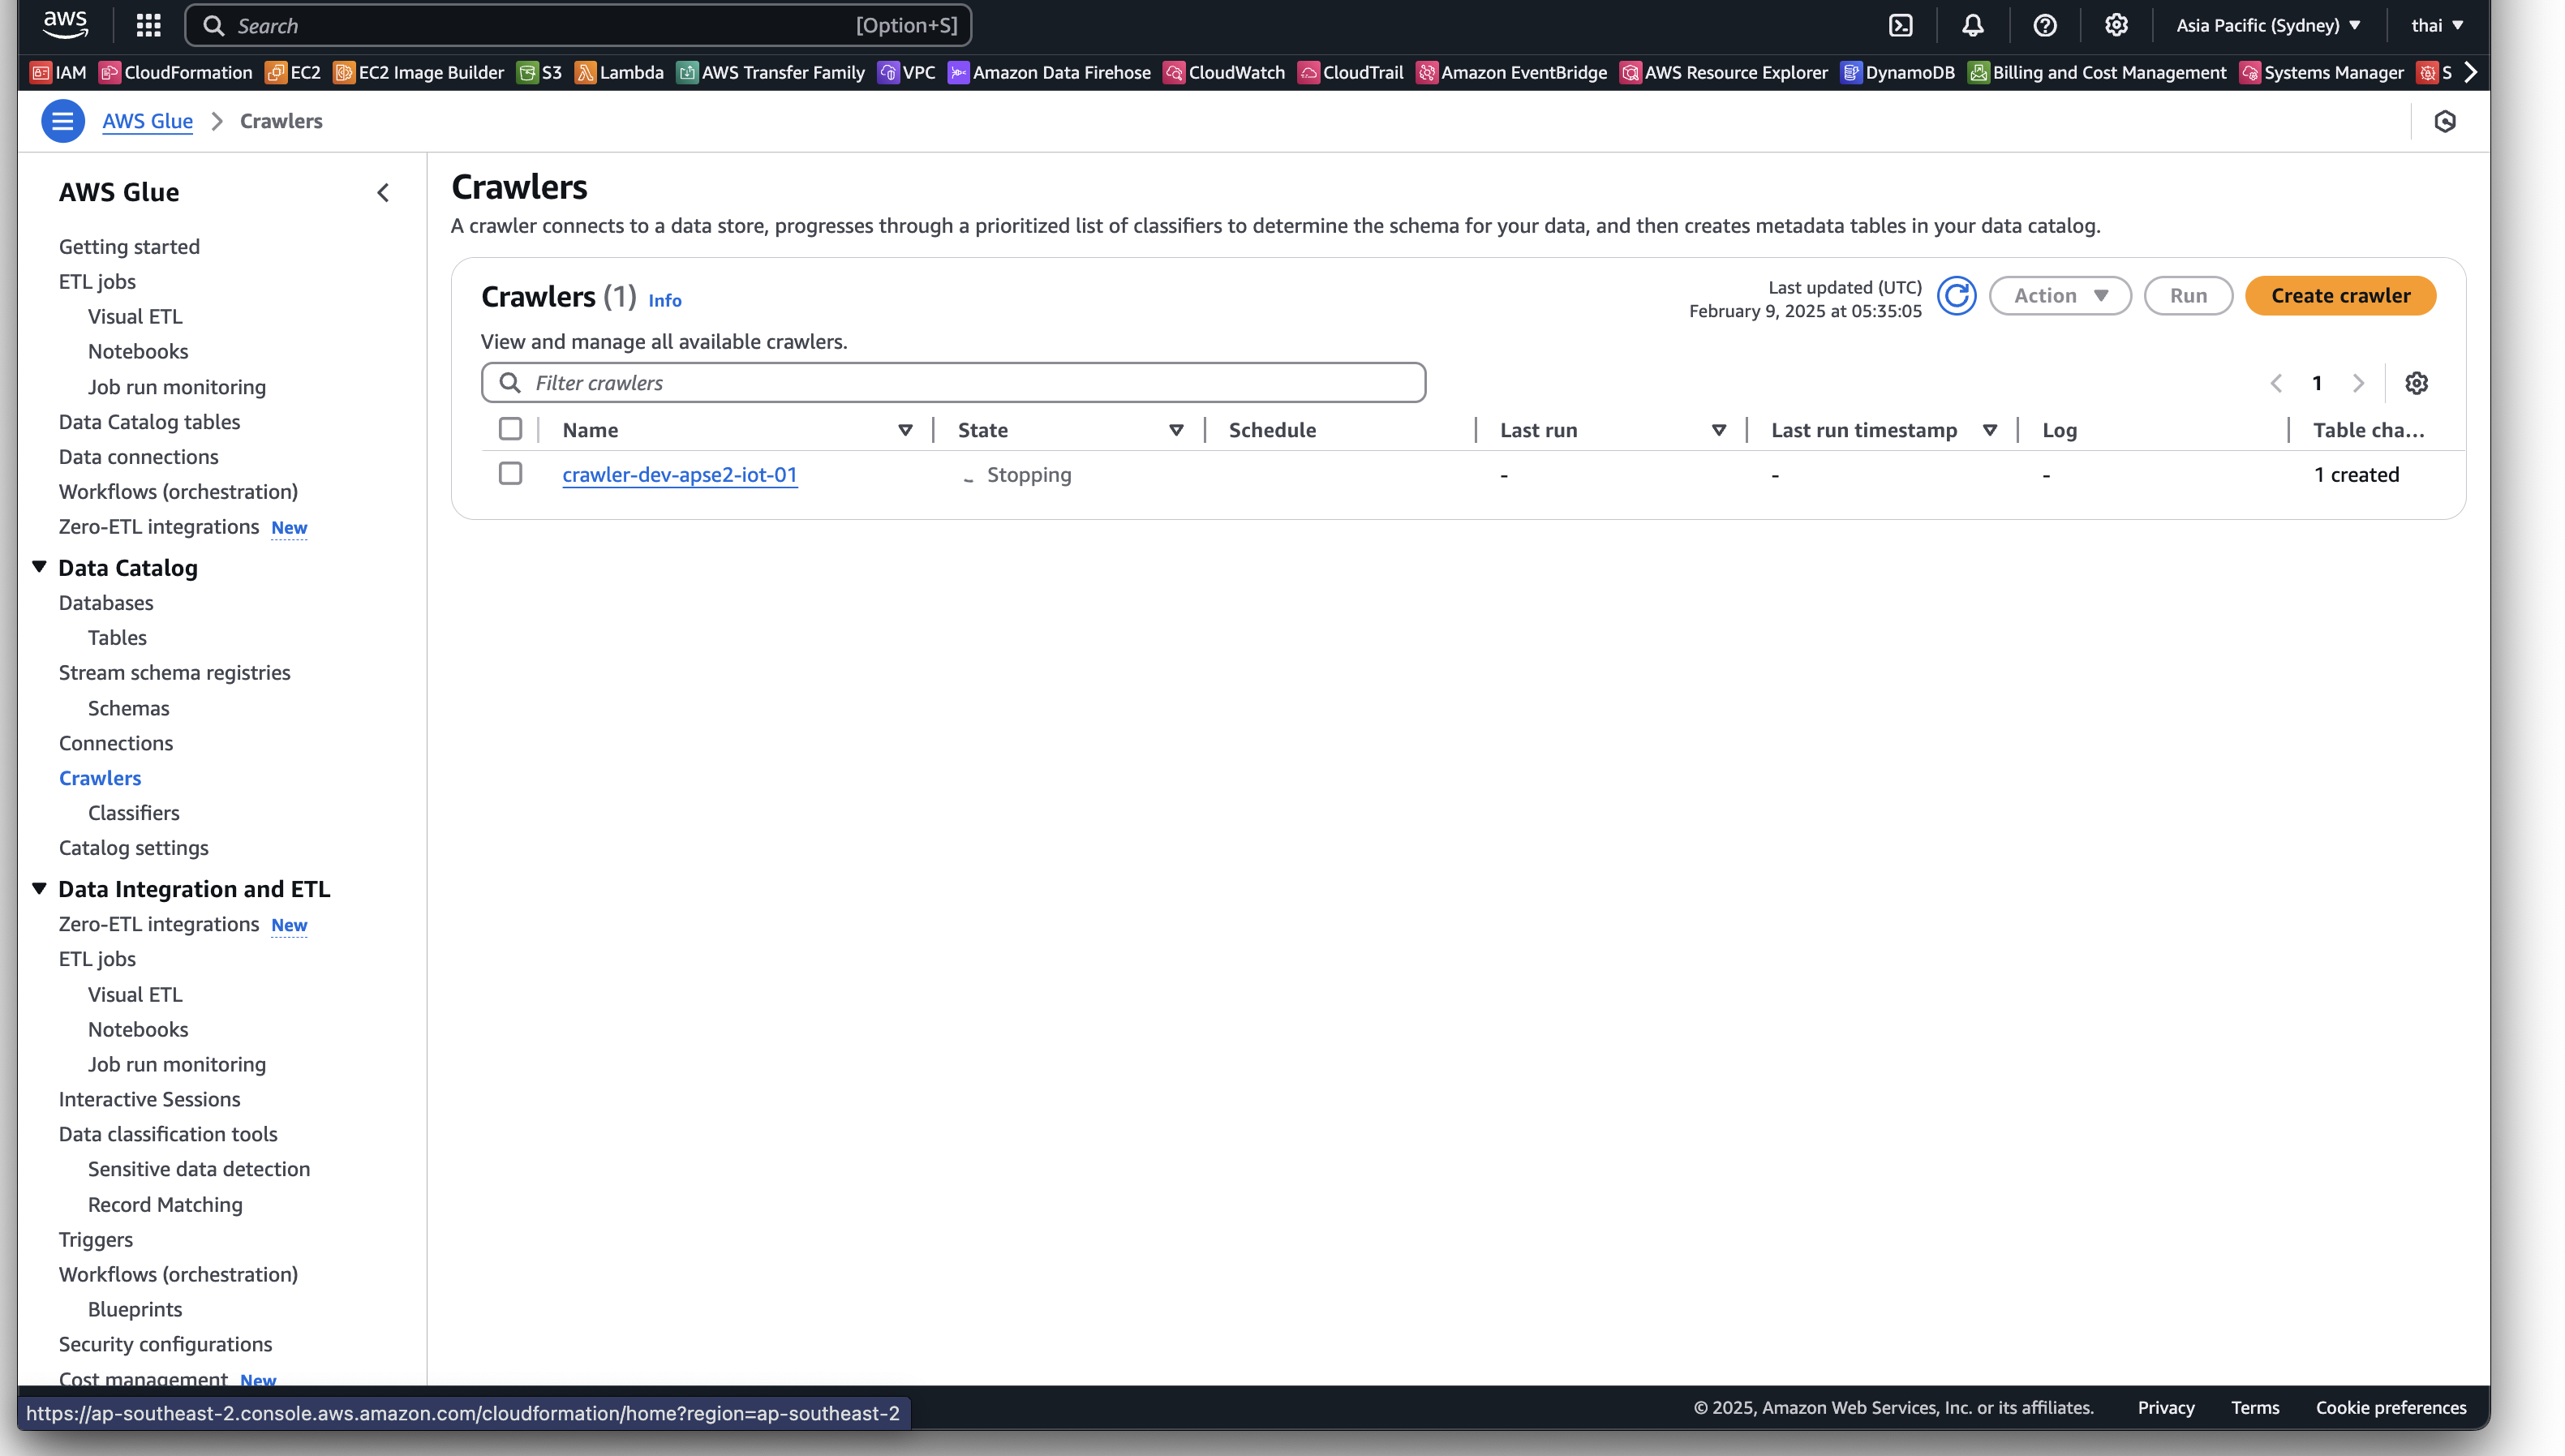 aws
Search [Option+S]
Asia Pacific (Sydney) thai
IAM CloudFormation EC2 EC2 Image Builder S3 Lambda AWS Transfer Family VPC Amazon Data Firehose CloudWatch CloudTrail Amazon EventBridge AWS Resource Explorer DynamoDB Billing and Cost Management Systems Manager S
AWS Glue Crawlers
AWS Glue
Getting started
ETL jobs
Visual ETL
Notebooks
Job run monitoring
Data Catalog tables
Data connections
Workflows (orchestration)
Zero-ETL integrations New
Data Catalog
Databases
Tables
Stream schema registries
Schemas
Connections
Crawlers
Classifiers
Catalog settings
Data Integration and ETL
Zero-ETL integrations New
ETL jobs
Visual ETL
Notebooks
Job run monitoring
Interactive Sessions
Data classification tools
Sensitive data detection
Record Matching
Triggers
Workflows (orchestration)
Blueprints
Security configurations
Cost management New
Crawlers
A crawler connects to a data store, progresses through a prioritized list of classifiers to determine the schema for your data, and then creates metadata tables in your data catalog.
Crawlers (1) Info
Last updated (UTC)
February 9, 2025 at 05:35:05
Action Run Create crawler
View and manage all available crawlers.
Filter crawlers
1
Name State Schedule Last run Last run timestamp Log Table cha...
crawler-dev-apse2-iot-01 Stopping - - - 1 created
https://ap-southeast-2.console.aws.amazon.com/cloudformation/home?region=ap-southeast-2
© 2025, Amazon Web Services, Inc. or its affiliates. Privacy Terms Cookie preferences